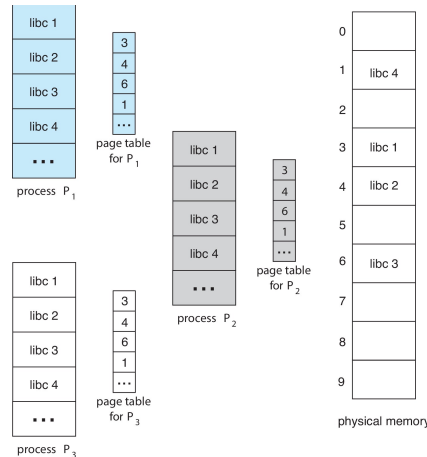 libc 1
libc 2
libc 3
libc 4
...
process P1
3
4
6
1
...
page table
for P1
libc 1
libc 2
libc 3
libc 4
...
process P2
3
4
6
1
...
page table
for P2
libc 1
libc 2
libc 3
libc 4
...
process P3
3
4
6
1
...
page table
for P3
0
1 libc 4
2
3 libc 1
4 libc 2
5
6 libc 3
7
8
9
physical memory